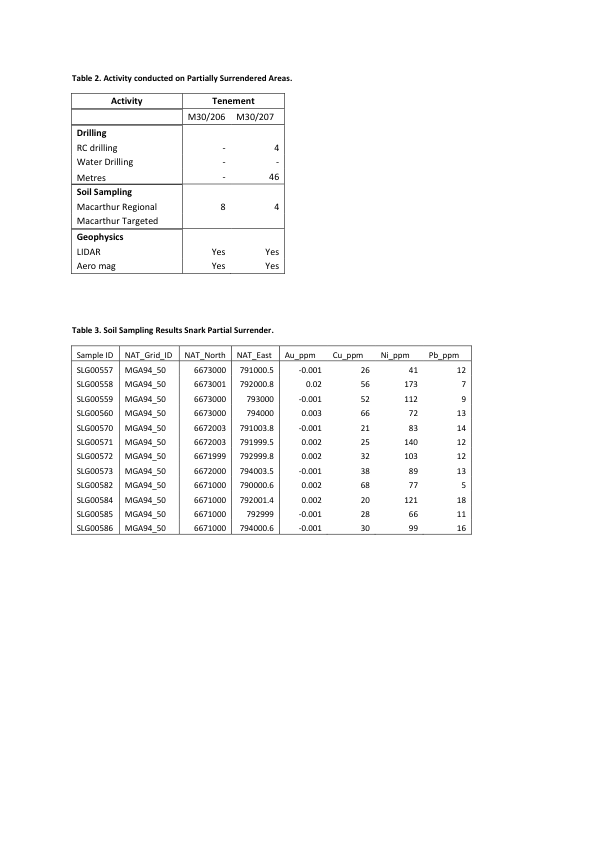 Table 2. Activity conducted on Partially Surrendered Areas.
Activity Tenement
M30/206 M30/207
Drilling
RC drilling - 4
Water Drilling - -
Metres - 46
Soil Sampling
Macarthur Regional 8 4
Macarthur Targeted
Geophysics
LIDAR Yes Yes
Aero mag Yes Yes
Table 3. Soil Sampling Results Snark Partial Surrender.
Sample ID NAT_Grid_ID NAT_North NAT_East Au_ppm Cu_ppm Ni_ppm Pb_ppm
SLG00557 MGA94_50 6673000 791000.5 -0.001 26 41 12
SLG00558 MGA94_50 6673001 792000.8 0.02 56 173 7
SLG00559 MGA94_50 6673000 793000 -0.001 52 112 9
SLG00560 MGA94_50 6673000 794000 0.003 66 72 13
SLG00570 MGA94_50 6672003 791003.8 -0.001 21 83 14
SLG00571 MGA94_50 6672003 791999.5 0.002 25 140 12
SLG00572 MGA94_50 6671999 792999.8 0.002 32 103 12
SLG00573 MGA94_50 6672000 794003.5 -0.001 38 89 13
SLG00582 MGA94_50 6671000 790000.6 0.002 68 77 5
SLG00584 MGA94_50 6671000 792001.4 0.002 20 121 18
SLG00585 MGA94_50 6671000 792999 -0.001 28 66 11
SLG00586 MGA94_50 6671000 794000.6 -0.001 30 99 16